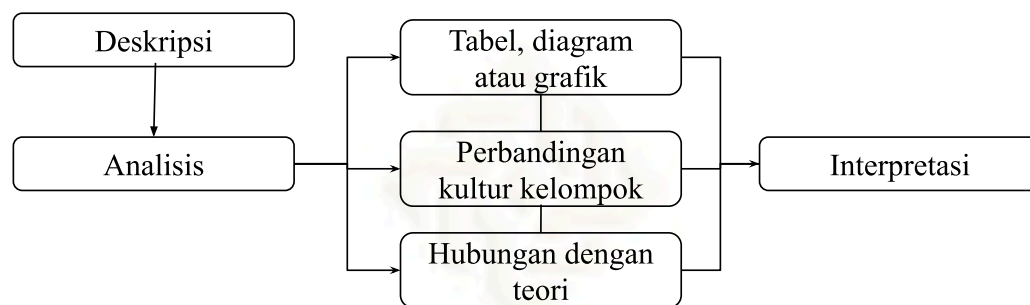 Deskripsi
Analisis
Tabel, diagram
atau grafik
Perbandingan
kultur kelompok
Hubungan dengan
teori
Interpretasi